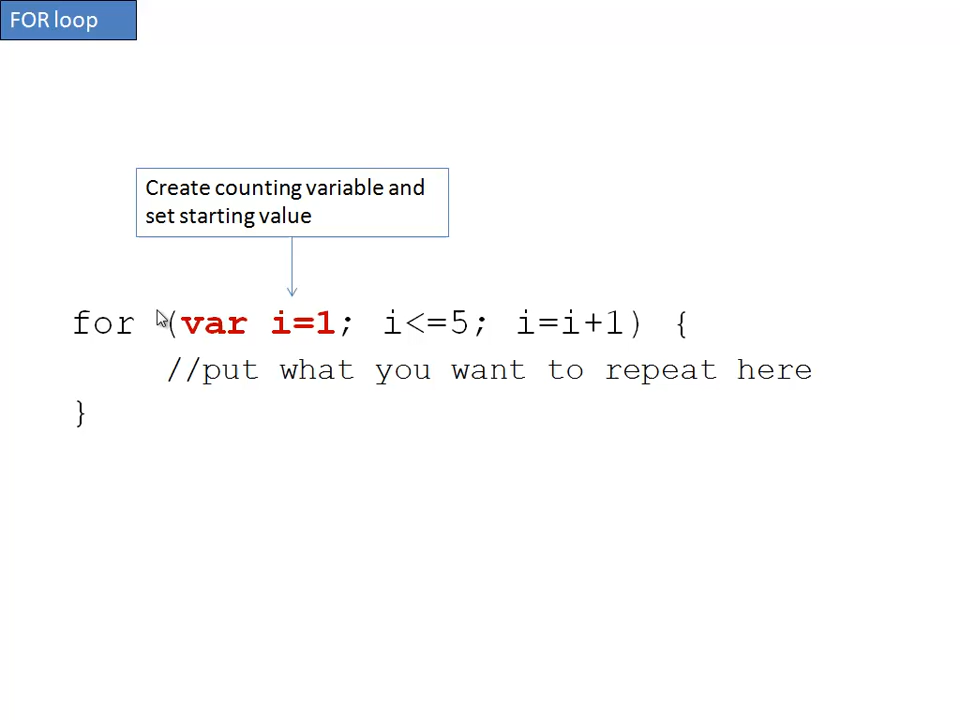 FOR loop
Create counting variable and
set starting value
for (var i=1; i<=5; i=i+1) {
//put what you want to repeat here
}